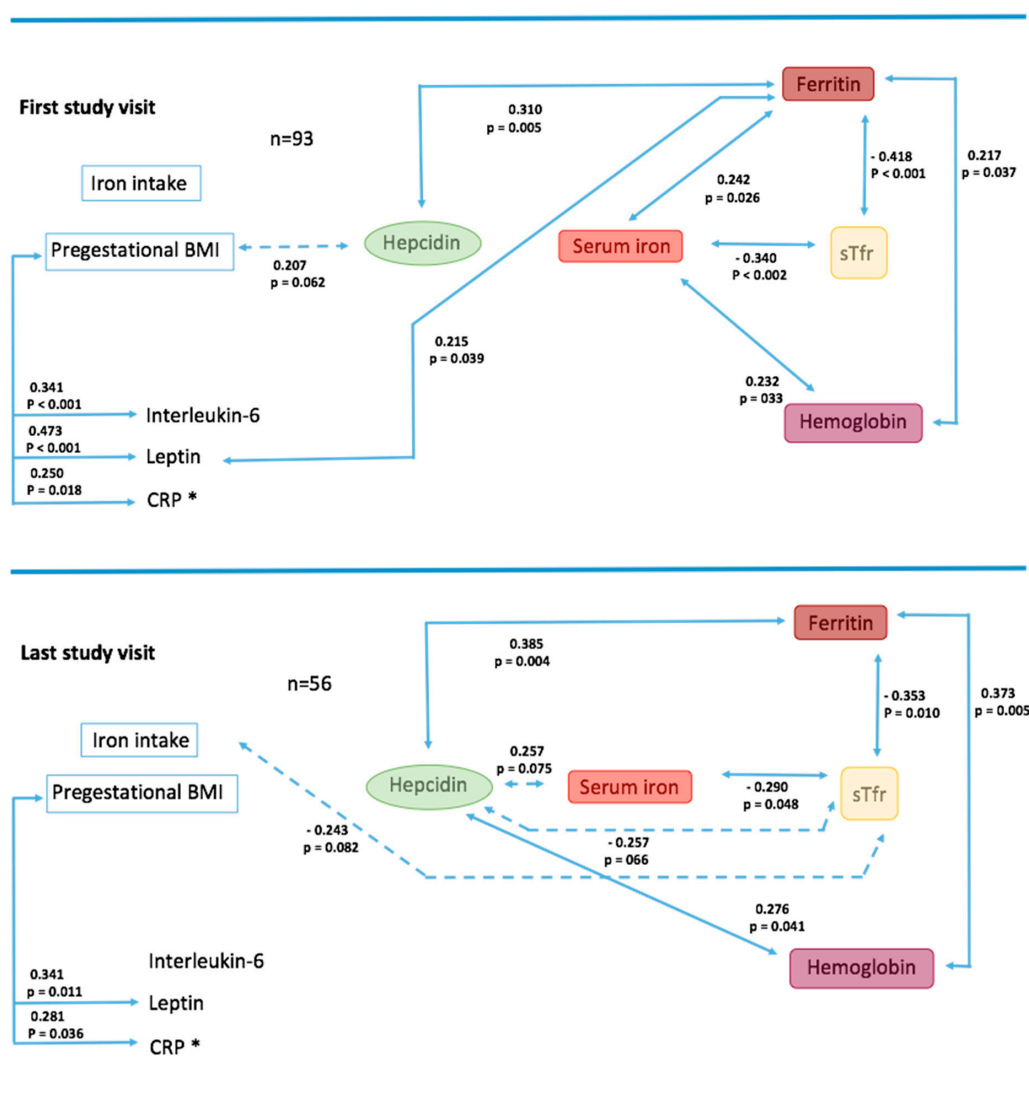 Ferritin
First study visit
0.310
p = 0.005
n=93
- 0.418
P < 0.001
0.217
p = 0.037
Iron intake
0.242
p = 0.026
Pregestational BMI
Hepcidin
Serum iron
sTfr
0.207
p = 0.062
- 0.340
P < 0.002
0.215
p = 0.039
0.341
P < 0.001
0.232
p = 033
Interleukin-6
Hemoglobin
0.473
P < 0.001
Leptin
0.250
P = 0.018
CRP *
Ferritin
Last study visit
0.385
p = 0.004
n=56
- 0.353
P = 0.010
0.373
p = 0.005
Iron intake
0.257
p = 0.075
Pregestational BMI
Hepcidin
Serum iron
sTfr
- 0.290
p = 0.048
- 0.243
p = 0.082
- 0.257
p = 066
0.276
p = 0.041
Interleukin-6
Hemoglobin
0.341
p = 0.011
Leptin
0.281
P = 0.036
CRP *